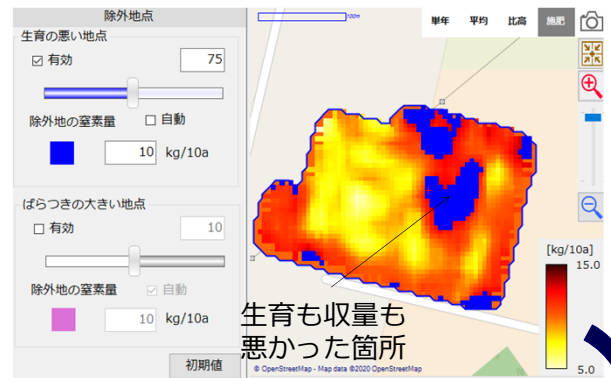 除外地点
生育の悪い地点
有効
75
除外地の窒素量
自動
10 kg/10a
ばらつきの大きい地点
有効
10
除外地の窒素量
自動
10 kg/10a
初期値
100m
単年 平均 比高 施肥
[kg/10a]
15.0
5.0
生育も収量も
悪かった箇所
© OpenStreetMap - Map data ©2020 OpenStreetMap